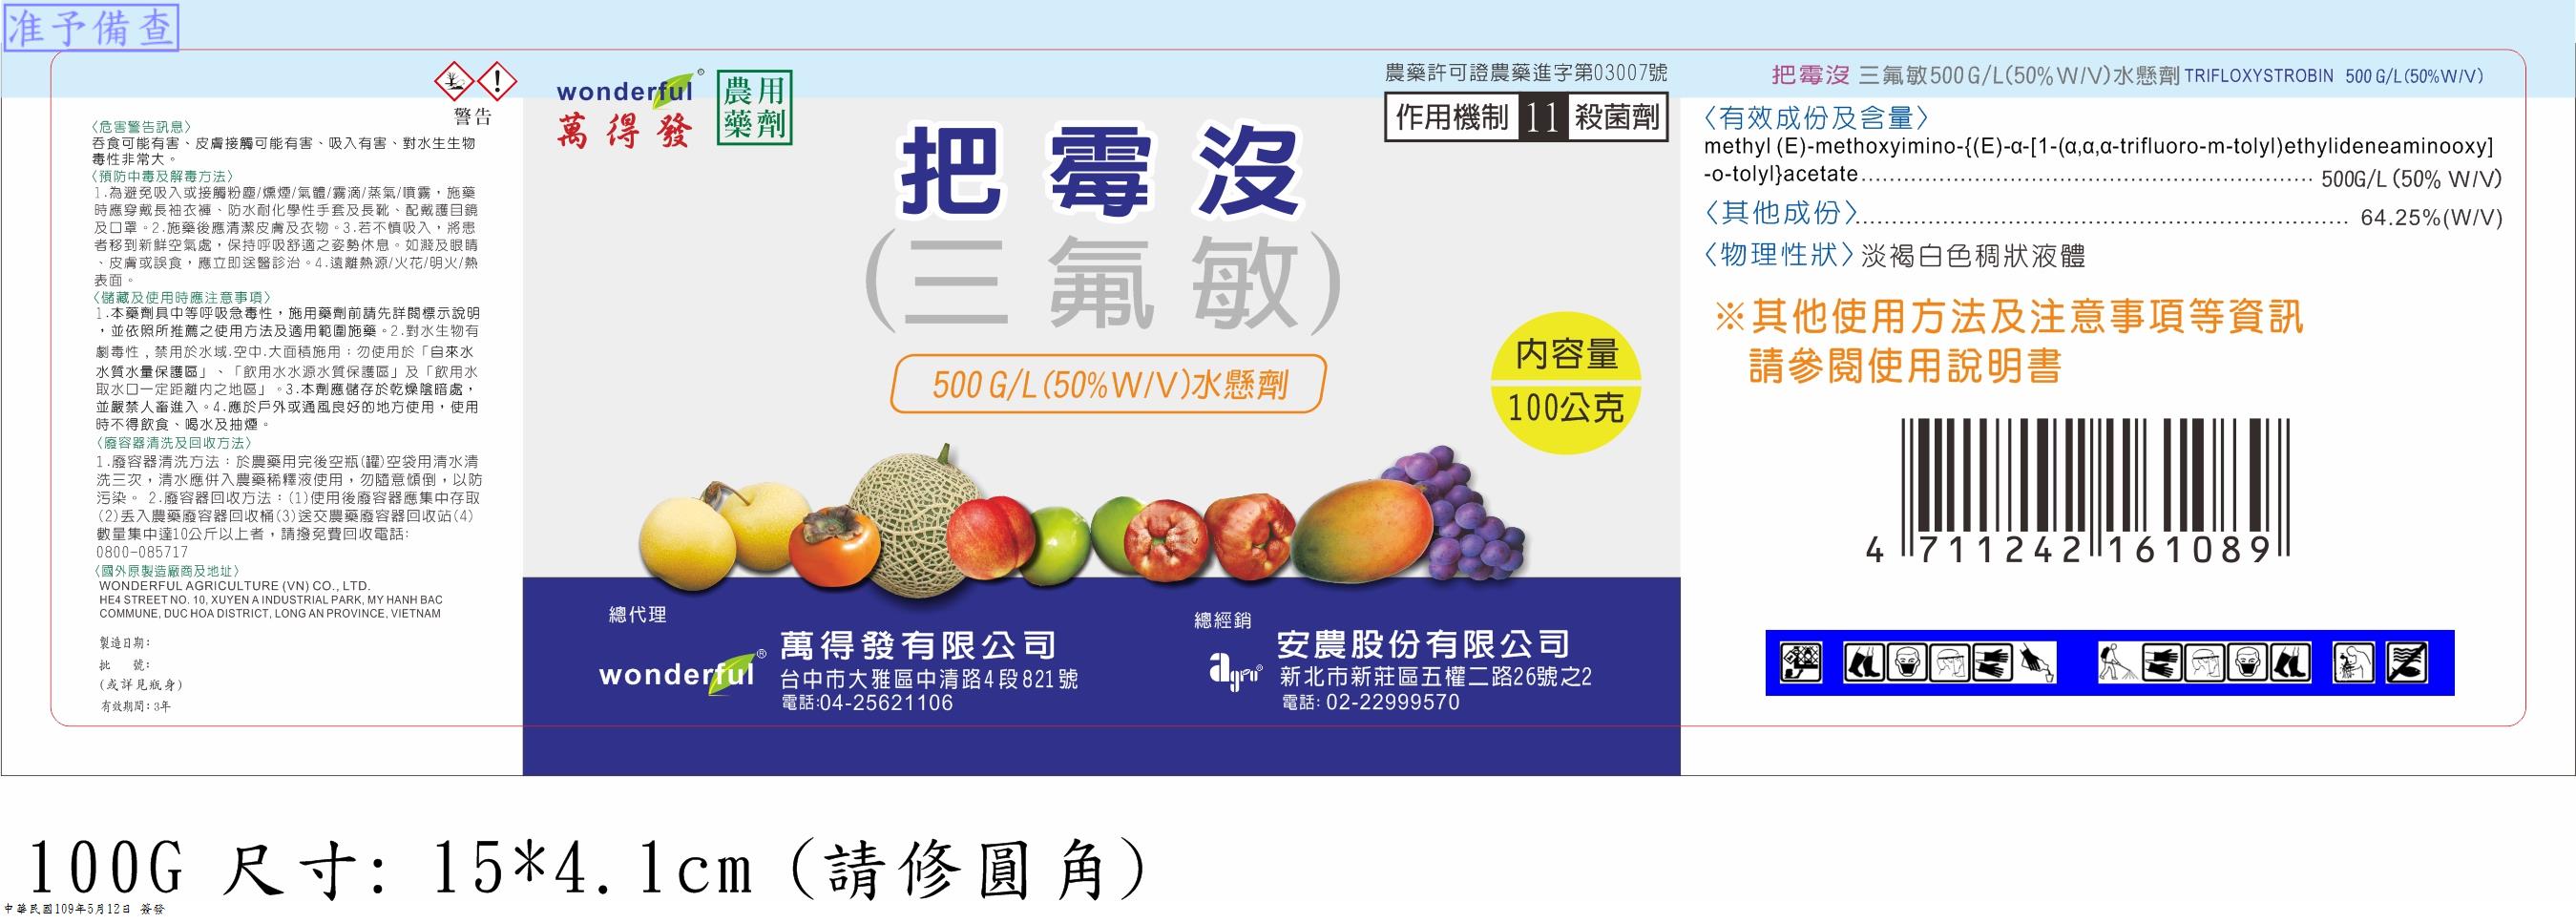 准予備查
警告
〈危害警告訊息〉
吞食可能有害、皮膚接觸可能有害、吸入有害、對水生生物
毒性非常大。
〈預防中毒及解毒方法〉
1.為避免吸入或接觸粉塵/燻煙/氣體/霧滴/蒸氣/噴霧，施藥
時應穿戴長袖衣褲、防水耐化學性手套及長靴、配戴護目鏡
及口罩。2.施藥後應清潔皮膚及衣物。3.若不慎吸入，將患
者移到新鮮空氣處，保持呼吸舒適之姿勢休息。如濺及眼睛
、皮膚或誤食，應立即送醫診治。4.遠離熱源/火花/明火/熱
表面。
〈儲藏及使用時應注意事項〉
1.本藥劑具中等呼吸急毒性，施用藥劑前請先詳閱標示說明
，並依照所推薦之使用方法及適用範圍施藥。2.對水生物有
劇毒性，禁用於水域.空中.大面積施用：勿使用於「自來水
水質水量保護區」、「飲用水水源水質保護區」及「飲用水
取水口一定距離內之地區」。3.本劑應儲存於乾燥陰暗處，
並嚴禁人畜進入。4.應於戶外或通風良好的地方使用，使用
時不得飲食、喝水及抽煙。
〈廢容器清洗及回收方法〉
1.廢容器清洗方法：於農藥用完後空瓶(罐)空袋用清水清
洗三次，清水應併入農藥稀釋液使用，勿隨意傾倒，以防
污染。 2.廢容器回收方法：(1)使用後廢容器應集中存取
(2)丟入農藥廢容器回收桶(3)送交農藥廢容器回收站(4)
數量集中達10公斤以上者，請撥免費回收電話:
0800-085717
〈國外原製造廠商及地址〉
WONDERFUL AGRICULTURE (VN) CO., LTD.
HE4 STREET NO. 10, XUYEN A INDUSTRIAL PARK, MY HANH BAC
COMMUNE, DUC HOA DISTRICT, LONG AN PROVINCE, VIETNAM
製造日期:
批 號:
(或詳見瓶身)
有效期間:3年
wonderful®
萬得發
農用
藥劑
農藥許可證農藥進字第03007號
作用機制 11 殺菌劑
把霉沒
(三氟敏)
500 G/L(50%W/V)水懸劑
內容量
100公克
總代理
wonderful®
萬得發有限公司
台中市大雅區中清路4段821號
電話:04-25621106
總經銷
agro®
安農股份有限公司
新北市新莊區五權二路26號之2
電話: 02-22999570
把霉沒 三氟敏500 G/L(50% W/V)水懸劑 TRIFLOXYSTROBIN 500 G/L(50%W/V)
〈有效成份及含量〉
methyl (E)-methoxyimino-{(E)-α-[1-(α,α,α-trifluoro-m-tolyl)ethylideneaminooxy]
-o-tolyl}acetate................................................................ 500G/L (50% W/V)
〈其他成份〉...................................................................... 64.25%(W/V)
〈物理性狀〉淡褐白色稠狀液體
※其他使用方法及注意事項等資訊
請參閱使用說明書
4 711242 161089
100G 尺寸: 15*4.1cm (請修圓角)
中華民國109年5月12日 簽發